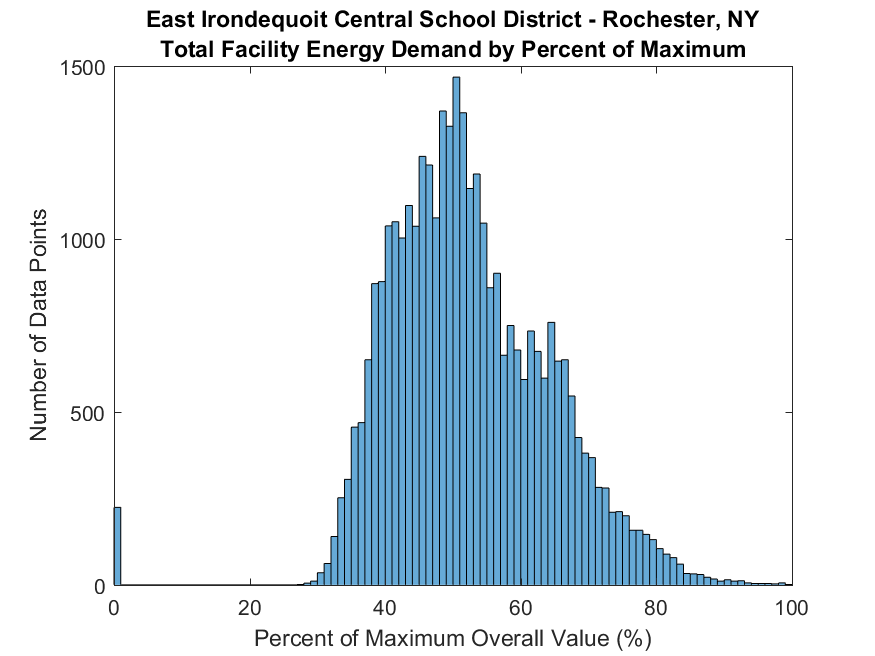 East Irondequoit Central School District - Rochester, NY
Total Facility Energy Demand by Percent of Maximum
1500
1000
500
0
Number of Data Points
0 20 40 60 80 100
Percent of Maximum Overall Value (%)